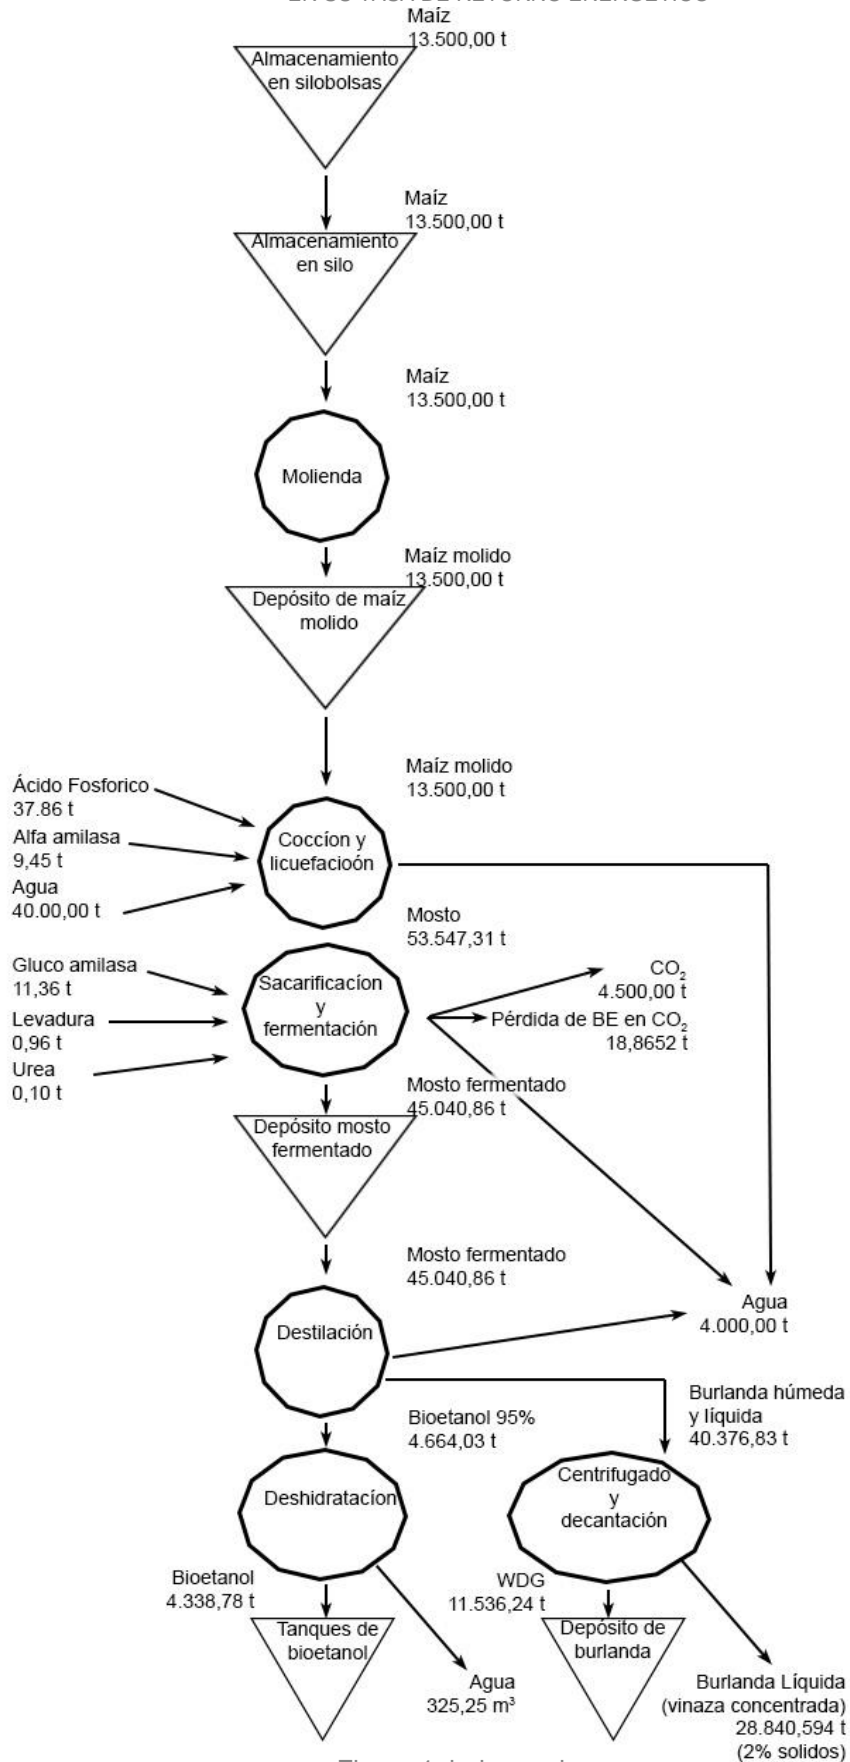 Maíz
13.500,00 t
Almacenamiento
en silobolsas
Maíz
13.500,00 t
Almacenamiento
en silo
Maíz
13.500,00 t
Molienda
Maíz molido
13.500,00 t
Depósito de maíz
molido
Maíz molido
13.500,00 t
Ácido Fosforico
37.86 t
Alfa amilasa
9,45 t
Agua
40.00,00 t
Coccíon y
licuefacioón
Mosto
53.547,31 t
Gluco amilasa
11,36 t
Levadura
0,96 t
Urea
0,10 t
Sacarificacíon
y
fermentación
CO₂
4.500,00 t
Pérdida de BE en CO₂
18,8652 t
Mosto fermentado
45.040,86 t
Depósito mosto
fermentado
Mosto fermentado
45.040,86 t
Agua
4.000,00 t
Destilación
Burlanda húmeda
y líquida
40.376,83 t
Bioetanol 95%
4.664,03 t
Deshidratacíon
Centrifugado
y
decantación
Bioetanol
4.338,78 t
WDG
11.536,24 t
Tanques de
bioetanol
Depósito de
burlanda
Agua
325,25 m³
Burlanda Líquida
(vinaza concentrada)
28.840,594 t
(2% solidos)